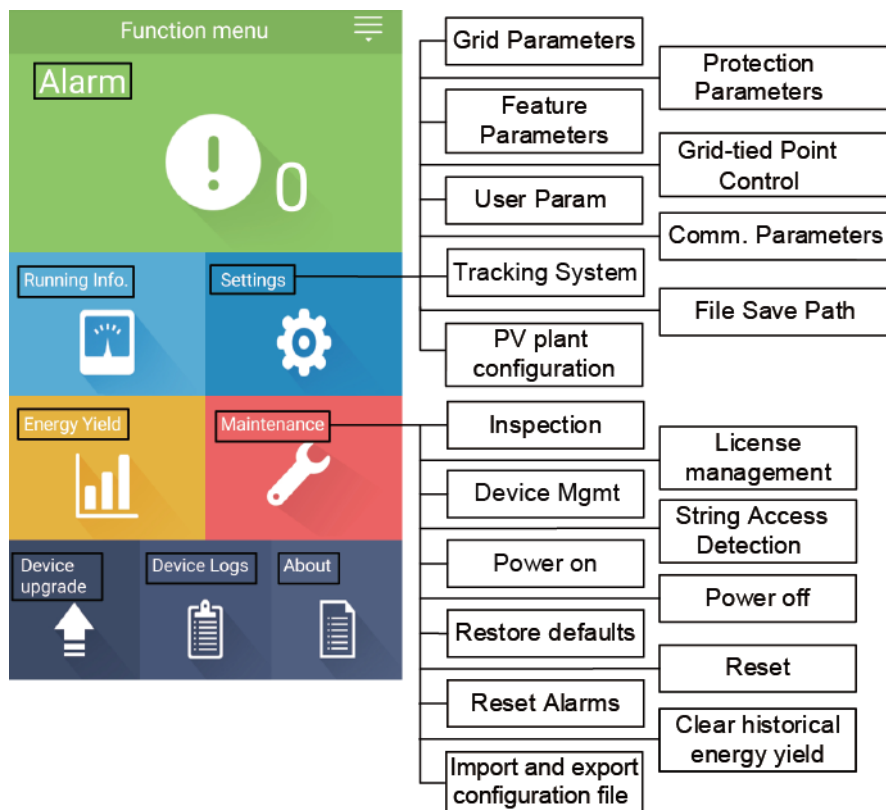 Function menu
Alarm
0
Running Info.
Settings
Energy Yield
Maintenance
Device
upgrade
Device Logs
About
Grid Parameters
Protection
Parameters
Feature
Parameters
Grid-tied Point
Control
User Param
Comm. Parameters
Tracking System
File Save Path
PV plant
configuration
Inspection
License
management
Device Mgmt
String Access
Detection
Power on
Power off
Restore defaults
Reset
Reset Alarms
Clear historical
energy yield
Import and export
configuration file